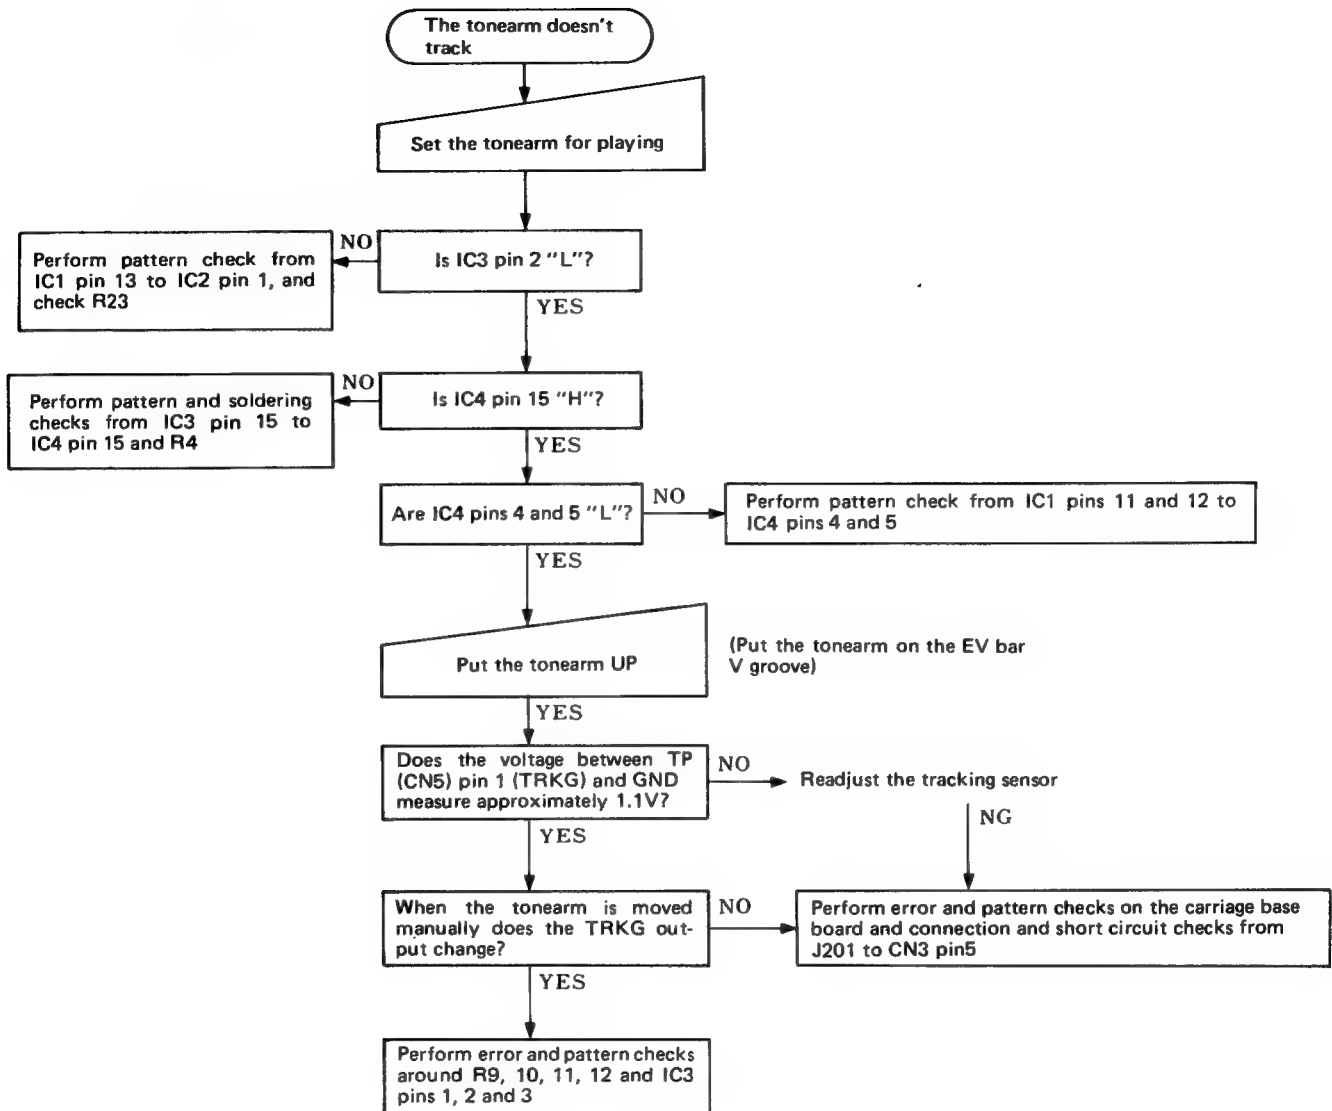 The tonearm doesn't
track
Set the tonearm for playing
Is IC3 pin 2 "L"?
NO
Perform pattern check from
IC1 pin 13 to IC2 pin 1, and
check R23
YES
Is IC4 pin 15 "H"?
NO
Perform pattern and soldering
checks from IC3 pin 15 to
IC4 pin 15 and R4
YES
Are IC4 pins 4 and 5 "L"?
NO
Perform pattern check from IC1 pins 11 and 12 to
IC4 pins 4 and 5
YES
Put the tonearm UP
(Put the tonearm on the EV bar
V groove)
YES
Does the voltage between TP
(CN5) pin 1 (TRKG) and GND
measure approximately 1.1V?
NO
Readjust the tracking sensor
NG
YES
When the tonearm is moved
manually does the TRKG out-
put change?
NO
Perform error and pattern checks on the carriage base
board and connection and short circuit checks from
J201 to CN3 pin5
YES
Perform error and pattern checks
around R9, 10, 11, 12 and IC3
pins 1, 2 and 3